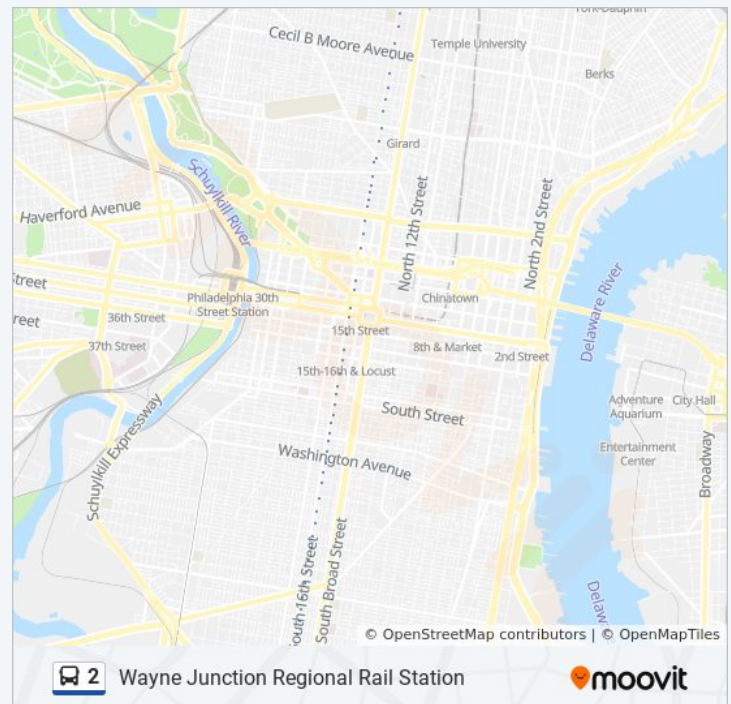 York-Dauphin
Cecil B Moore Avenue
Temple University
Berks
Girard
Schuylkill River
Haverford Avenue
North 12th Street
North 2nd Street
Delaware River
Street
Philadelphia 30th
Street Station
Chinatown
reet
36th Street
15th Street
37th Street
8th & Market
2nd Street
15th-16th & Locust
Adventure
Aquarium
City Hall
South Street
Schuylkill Expressway
Washington Avenue
Entertainment
Center
Broadway
South 16th Street
South Broad Street
Delaw
© OpenStreetMap contributors | © OpenMapTiles
2 Wayne Junction Regional Rail Station
moovit